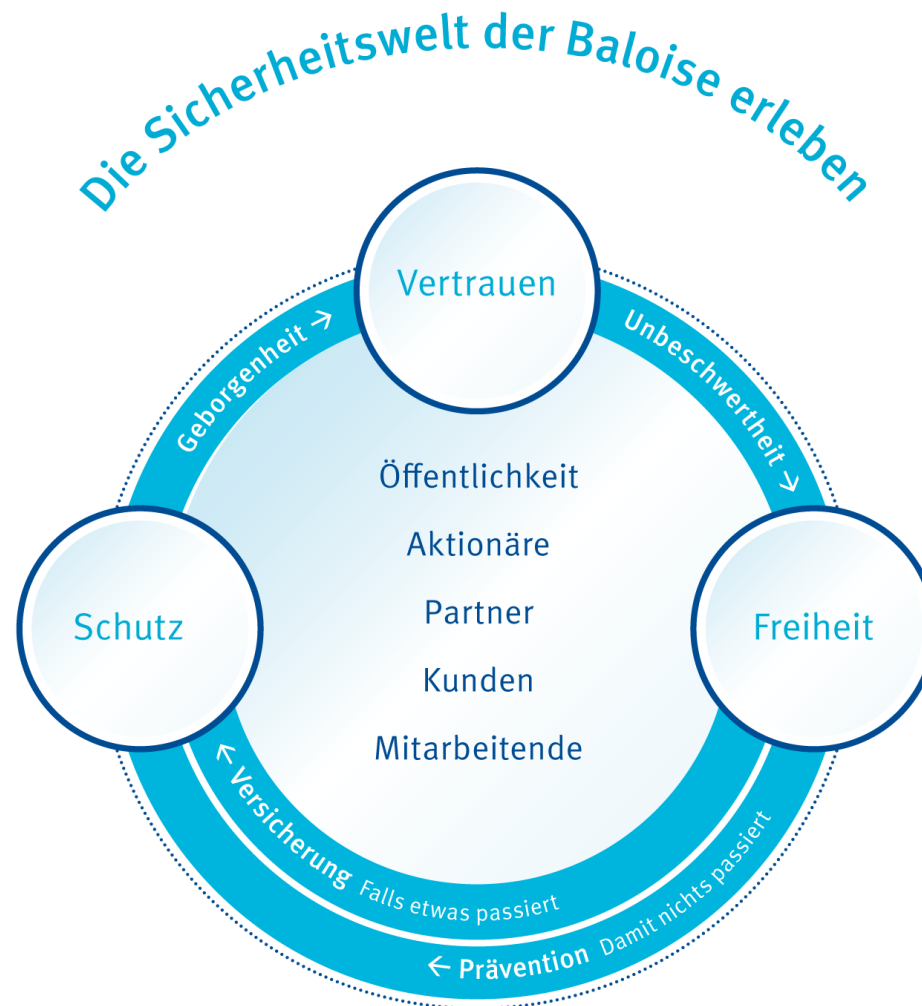 Die Sicherheitswelt der Baloise erleben
Vertrauen
Geborgenheit →
Unbeschwertheit →
Öffentlichkeit
Aktionäre
Partner
Kunden
Mitarbeitende
Schutz
Freiheit
← Versicherung Falls etwas passiert
← Prävention Damit nichts passiert